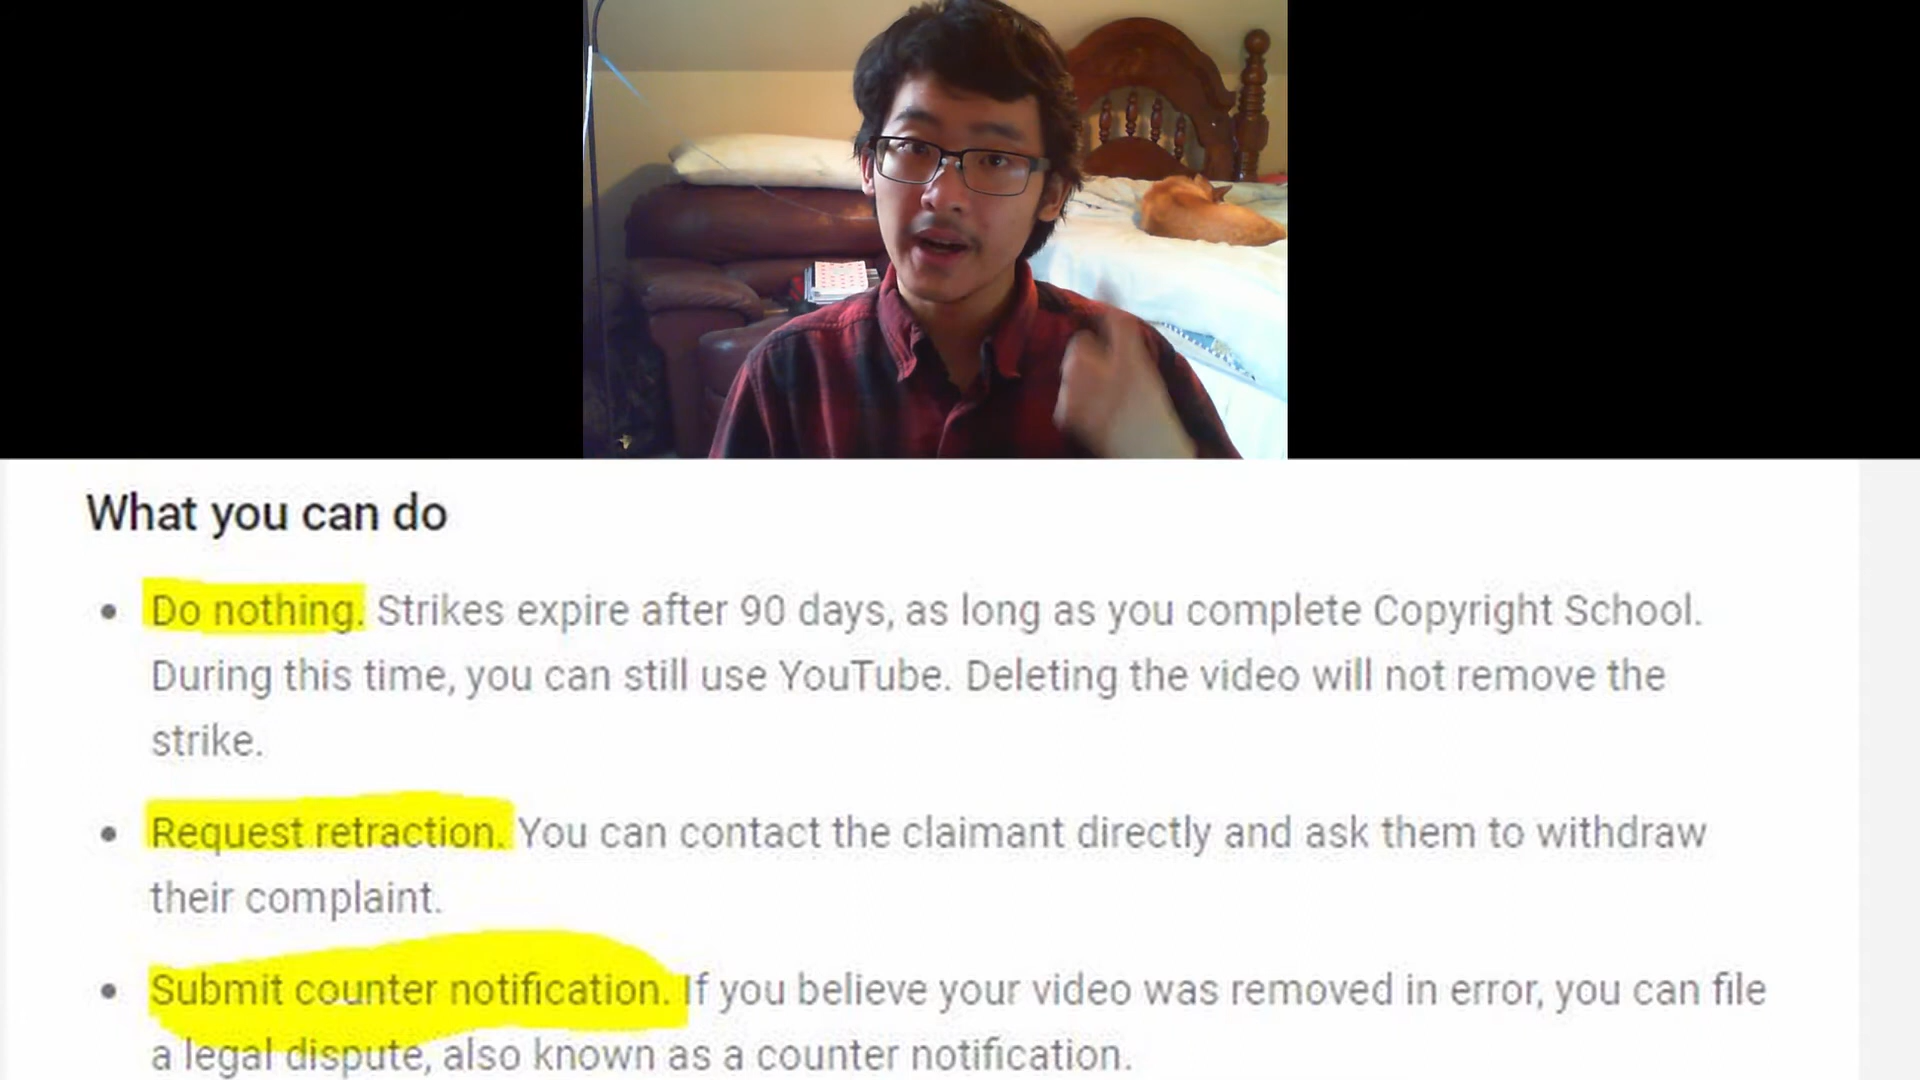 What you can do
Do nothing. Strikes expire after 90 days, as long as you complete Copyright School.
During this time, you can still use YouTube. Deleting the video will not remove the
strike.
Request retraction. You can contact the claimant directly and ask them to withdraw
their complaint.
Submit counter notification. If you believe your video was removed in error, you can file
a legal dispute, also known as a counter notification.